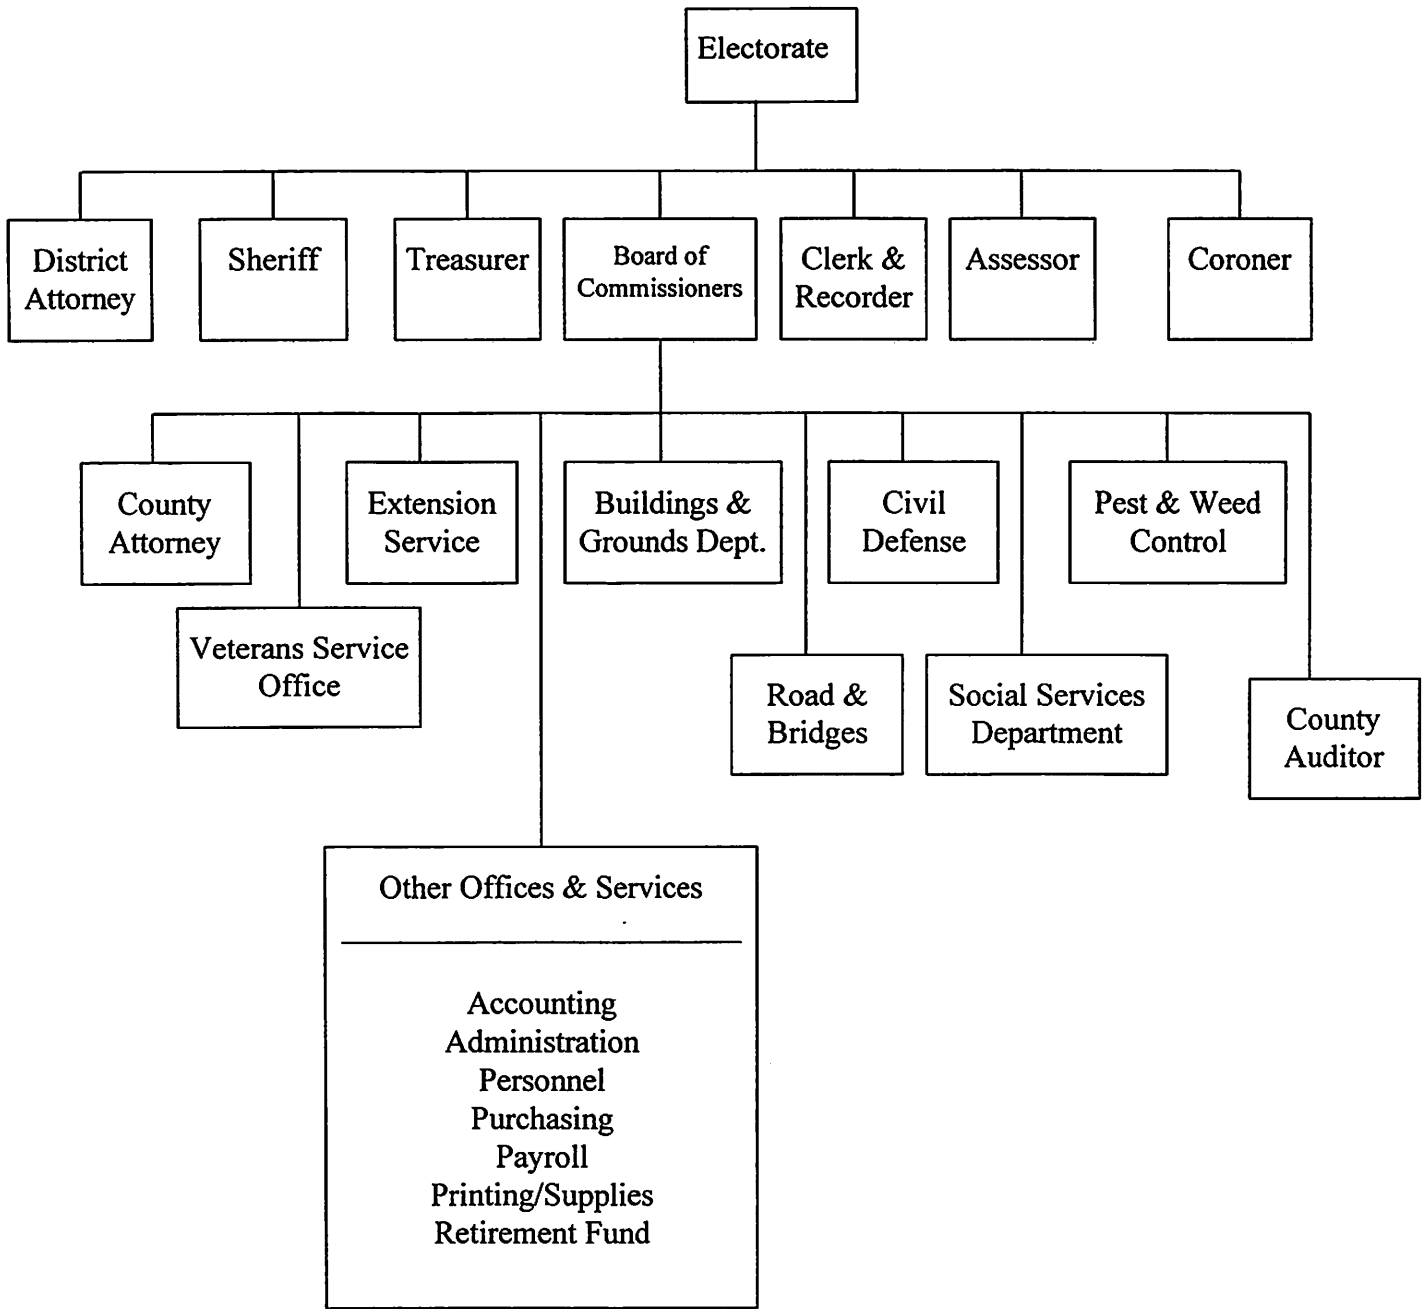 Electorate
District
Attorney
Sheriff
Treasurer
Board of
Commissioners
Clerk &
Recorder
Assessor
Coroner
County
Attorney
Extension
Service
Buildings &
Grounds Dept.
Civil
Defense
Pest & Weed
Control
Veterans Service
Office
Road &
Bridges
Social Services
Department
County
Auditor
Other Offices & Services
Accounting
Administration
Personnel
Purchasing
Payroll
Printing/Supplies
Retirement Fund